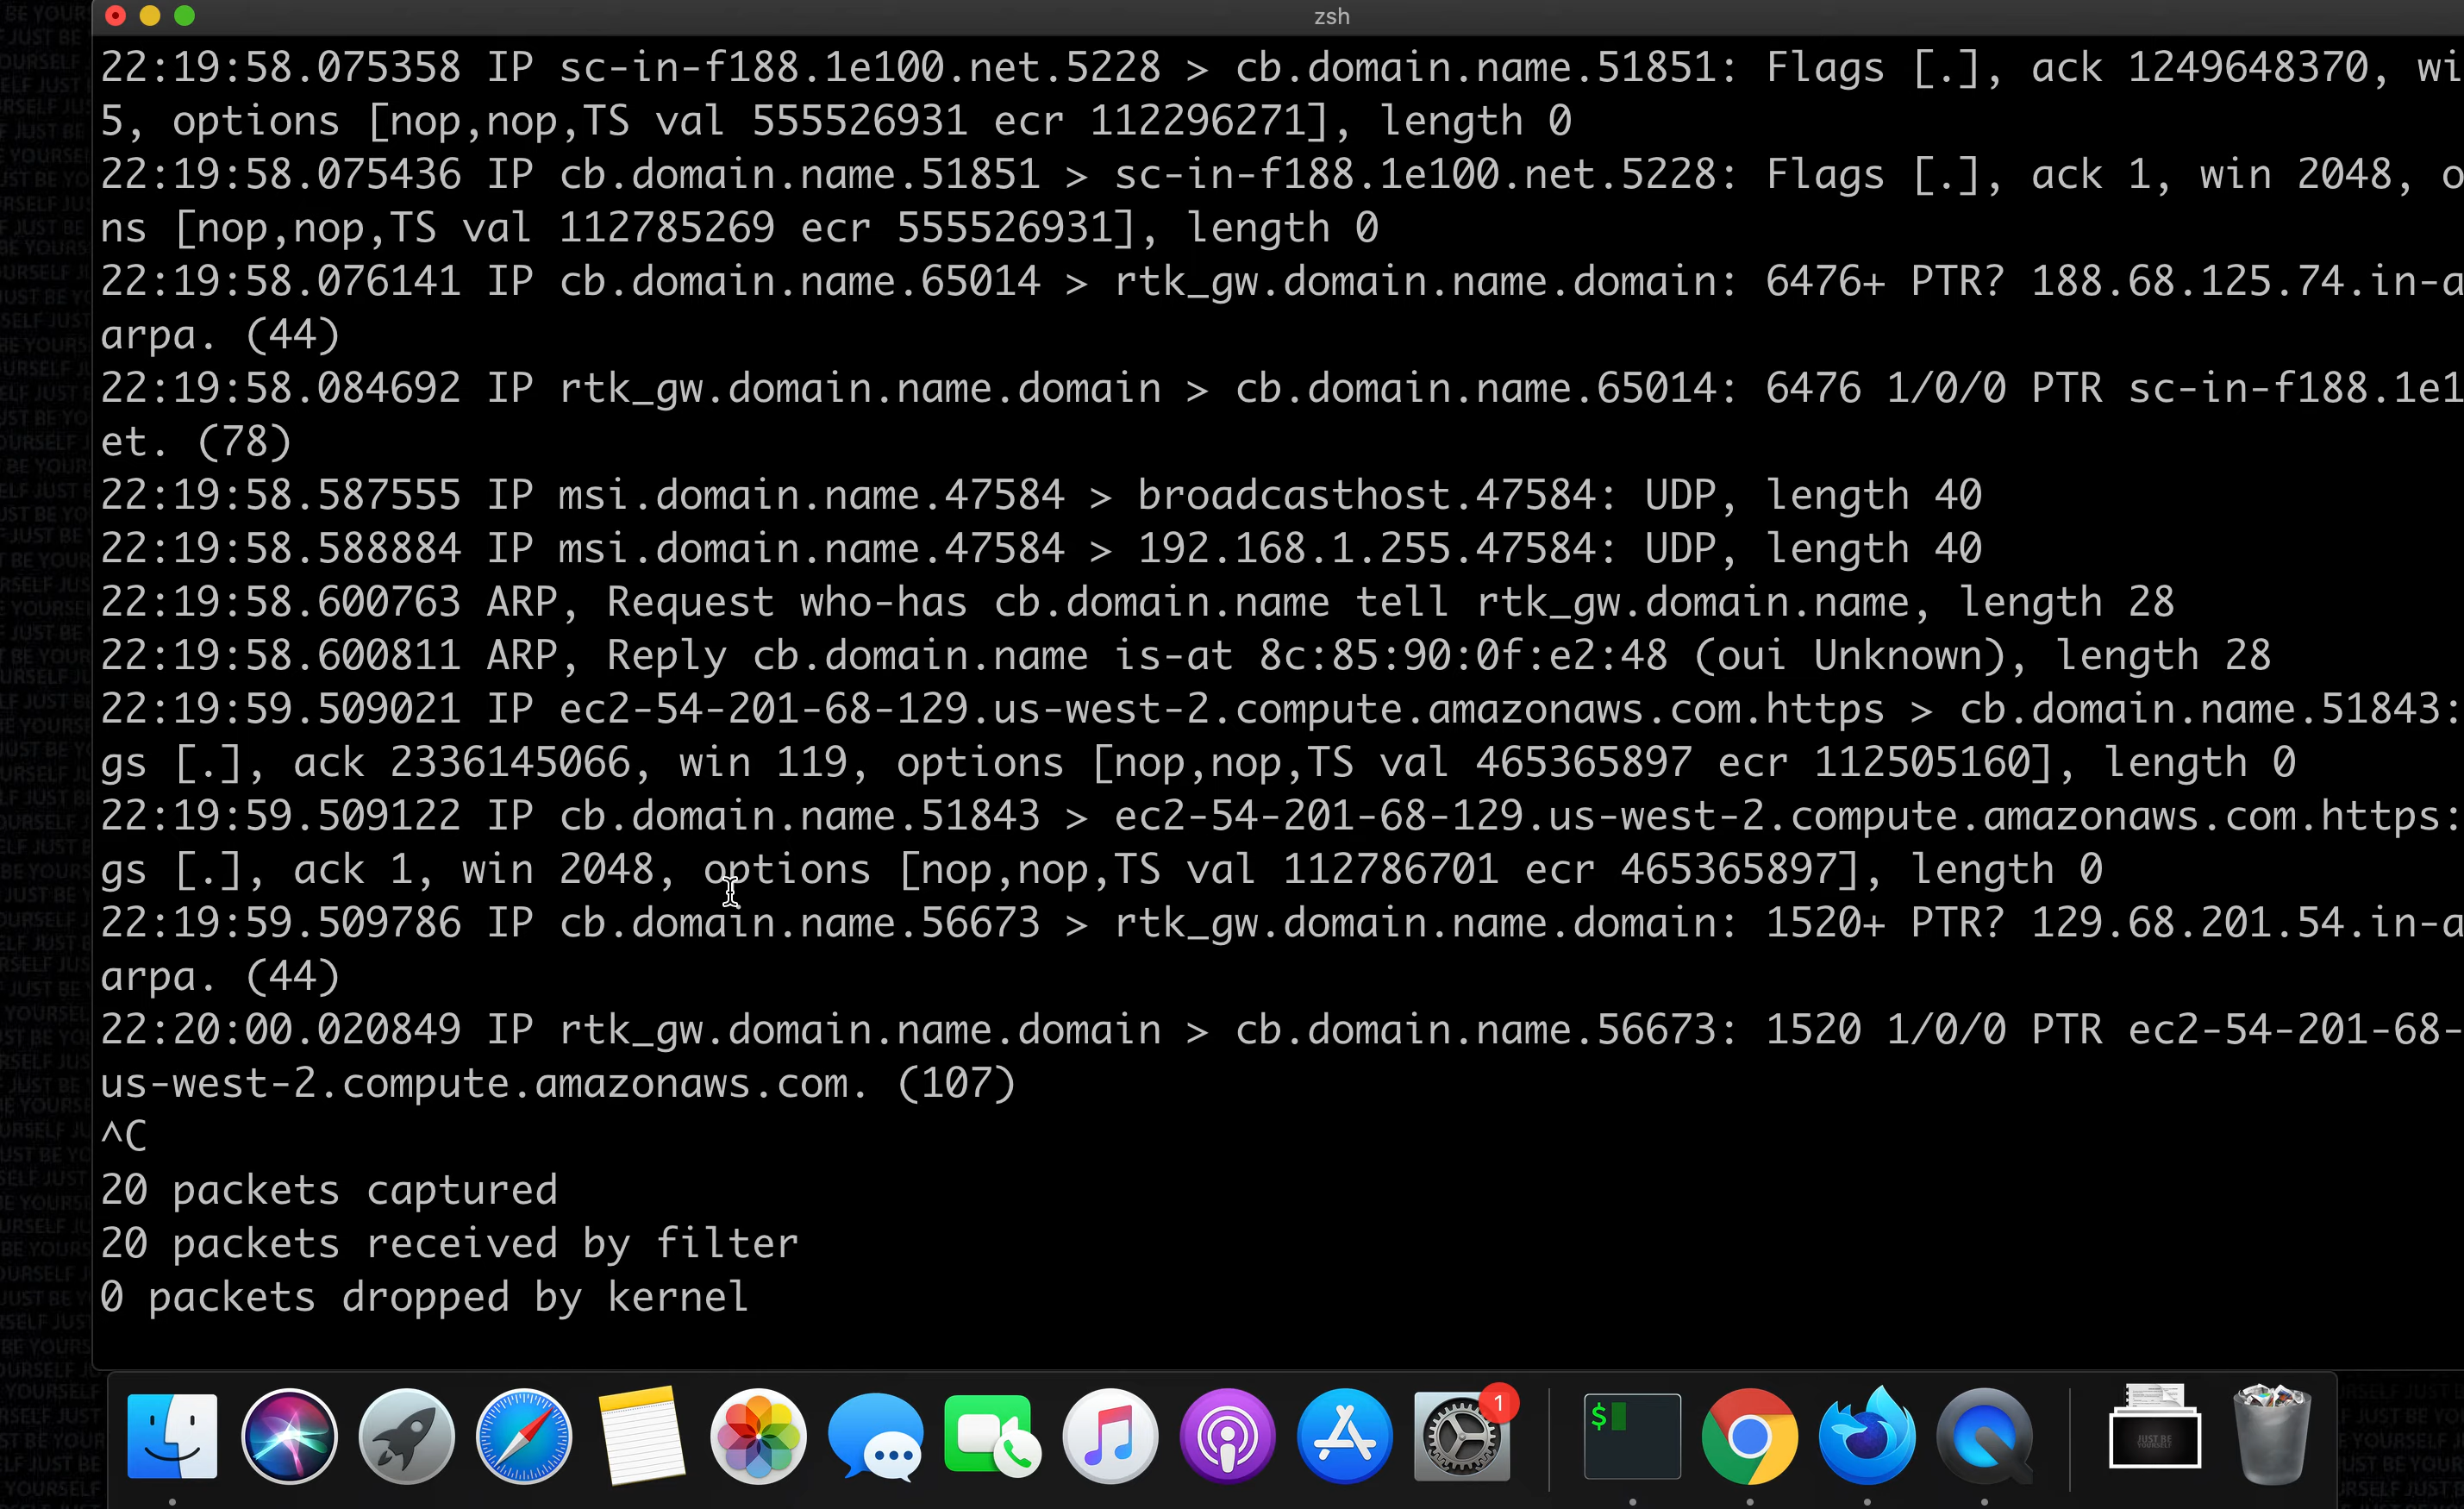 zsh
22:19:58.075358 IP sc-in-f188.1e100.net.5228 > cb.domain.name.51851: Flags [.], ack 1249648370, wi
5, options [nop,nop,TS val 555526931 ecr 112296271], length 0
22:19:58.075436 IP cb.domain.name.51851 > sc-in-f188.1e100.net.5228: Flags [.], ack 1, win 2048, o
ns [nop,nop,TS val 112785269 ecr 555526931], length 0
22:19:58.076141 IP cb.domain.name.65014 > rtk_gw.domain.name.domain: 6476+ PTR? 188.68.125.74.in-a
arpa. (44)
22:19:58.084692 IP rtk_gw.domain.name.domain > cb.domain.name.65014: 6476 1/0/0 PTR sc-in-f188.1e1
et. (78)
22:19:58.587555 IP msi.domain.name.47584 > broadcasthost.47584: UDP, length 40
22:19:58.588884 IP msi.domain.name.47584 > 192.168.1.255.47584: UDP, length 40
22:19:58.600763 ARP, Request who-has cb.domain.name tell rtk_gw.domain.name, length 28
22:19:58.600811 ARP, Reply cb.domain.name is-at 8c:85:90:0f:e2:48 (oui Unknown), length 28
22:19:59.509021 IP ec2-54-201-68-129.us-west-2.compute.amazonaws.com.https > cb.domain.name.51843:
gs [.], ack 2336145066, win 119, options [nop,nop,TS val 465365897 ecr 112505160], length 0
22:19:59.509122 IP cb.domain.name.51843 > ec2-54-201-68-129.us-west-2.compute.amazonaws.com.https:
gs [.], ack 1, win 2048, options [nop,nop,TS val 112786701 ecr 465365897], length 0
22:19:59.509786 IP cb.domain.name.56673 > rtk_gw.domain.name.domain: 1520+ PTR? 129.68.201.54.in-a
arpa. (44)
22:20:00.020849 IP rtk_gw.domain.name.domain > cb.domain.name.56673: 1520 1/0/0 PTR ec2-54-201-68-
us-west-2.compute.amazonaws.com. (107)
^C
20 packets captured
20 packets received by filter
0 packets dropped by kernel
1
$
JUST BE
YOURSELF